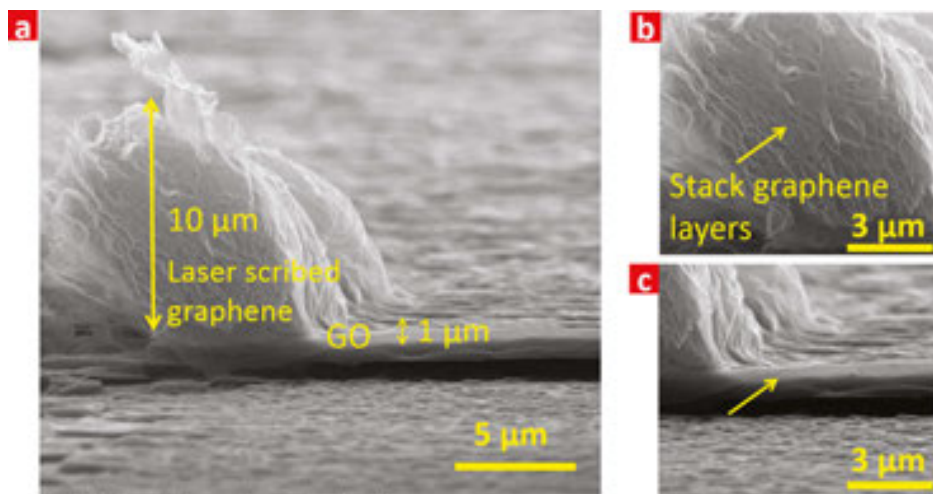 a
10 μm
Laser scribed
graphene
GO
1 μm
5 μm
b
Stack graphene
layers
3 μm
c
3 μm